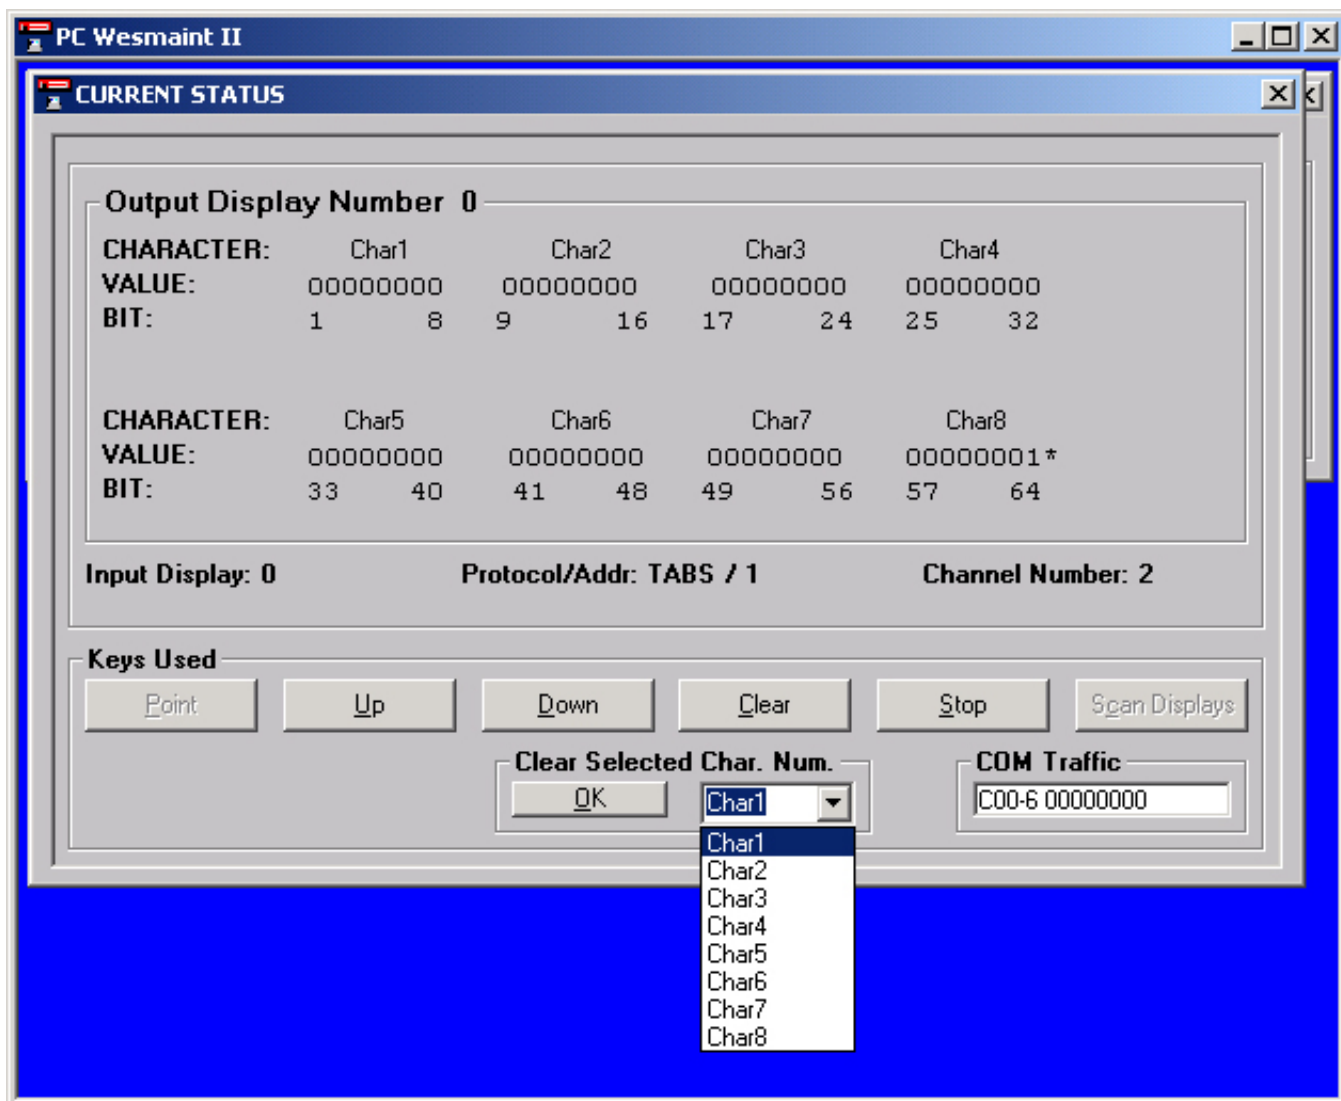 PC Wesmaint II
CURRENT STATUS
Output Display Number 0
CHARACTER: Char1 Char2 Char3 Char4
VALUE: 00000000 00000000 00000000 00000000
BIT: 1 8 9 16 17 24 25 32
CHARACTER: Char5 Char6 Char7 Char8
VALUE: 00000000 00000000 00000000 00000001*
BIT: 33 40 41 48 49 56 57 64
Input Display: 0 Protocol/Addr: TABS / 1 Channel Number: 2
Keys Used
Point Up Down Clear Stop Scan Displays
Clear Selected Char. Num. COM Traffic
OK Char1 C00-6 00000000
Char1
Char2
Char3
Char4
Char5
Char6
Char7
Char8